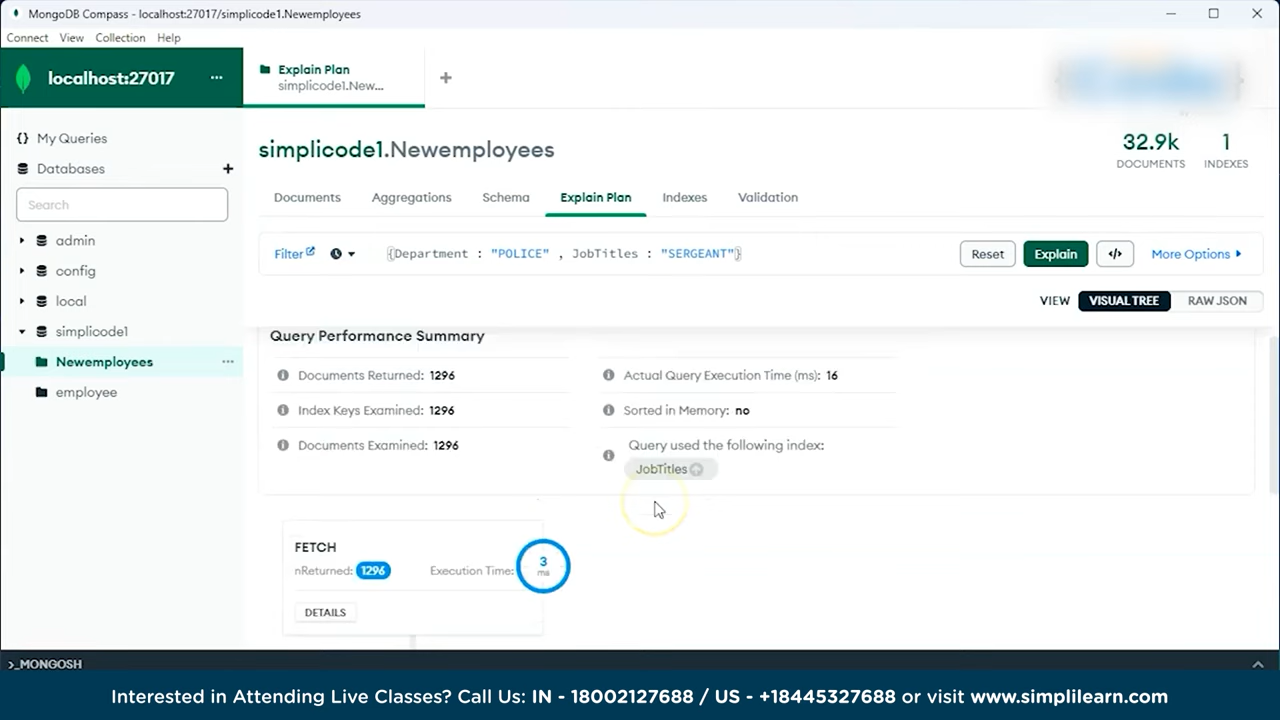 MongoDB Compass - localhost:27017/simplicode1.Newemployees
Connect View Collection Help
localhost:27017 ...
Explain Plan
simplicode1.New...
+
{} My Queries
Databases +
Search
admin
config
local
simplicode1
Newemployees ...
employee
simplicode1.Newemployees
32.9k DOCUMENTS
1 INDEXES
Documents Aggregations Schema Explain Plan Indexes Validation
Filter {Department : "POLICE" , JobTitles : "SERGEANT"} Reset Explain </> More Options
VIEW VISUAL TREE RAW JSON
Query Performance Summary
Documents Returned: 1296
Index Keys Examined: 1296
Documents Examined: 1296
Actual Query Execution Time (ms): 16
Sorted in Memory: no
Query used the following index:
JobTitles
FETCH
nReturned: 1296 Execution Time: 3 ms
DETAILS
>_MONGOSH
Interested in Attending Live Classes? Call Us: IN - 18002127688 / US - +18445327688 or visit www.simplilearn.com